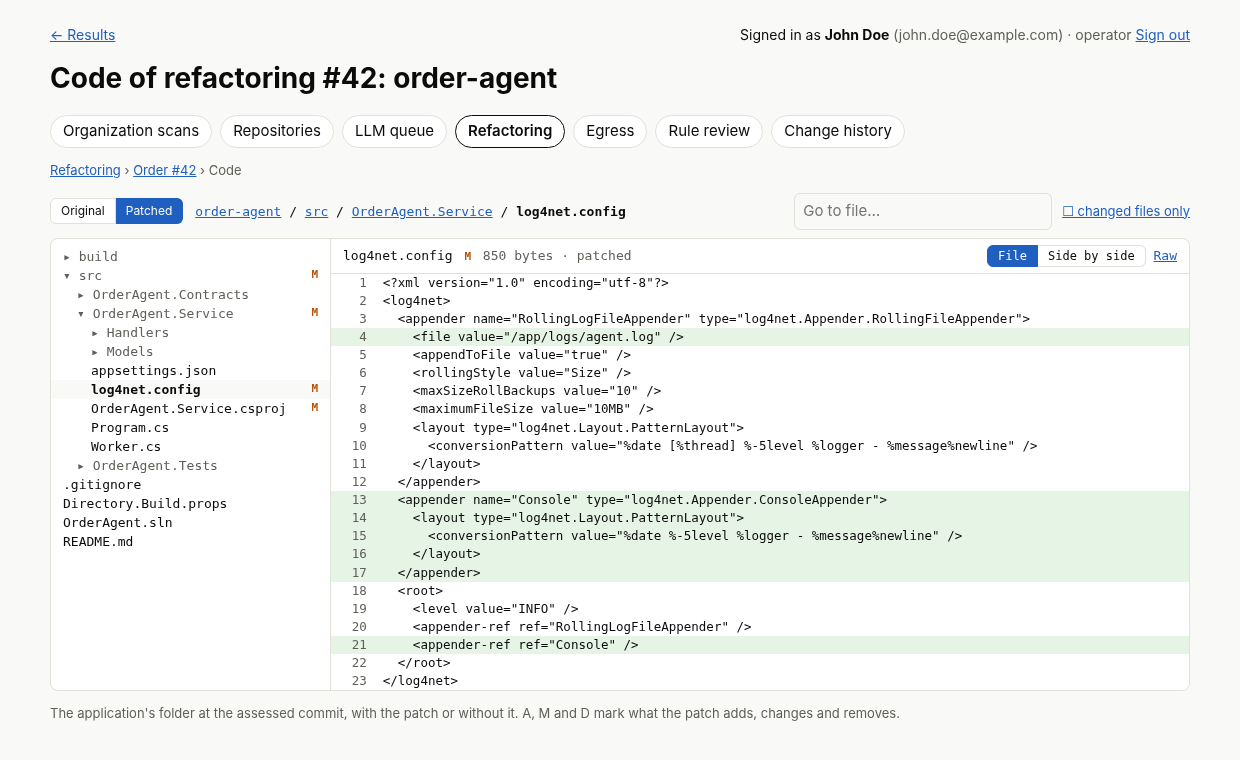 ← Results
Signed in as John Doe (john.doe@example.com) · operator Sign out
Code of refactoring #42: order-agent
Organization scans
Repositories
LLM queue
Refactoring
Egress
Rule review
Change history
Refactoring › Order #42 › Code
Original
Patched
order-agent / src / OrderAgent.Service / log4net.config
Go to file...
☐ changed files only
▸ build
▾ src M
▸ OrderAgent.Contracts
▾ OrderAgent.Service M
▸ Handlers
▸ Models
appsettings.json
log4net.config M
OrderAgent.Service.csproj M
Program.cs
Worker.cs
▸ OrderAgent.Tests
.gitignore
Directory.Build.props
OrderAgent.sln
README.md
log4net.config M 850 bytes · patched
File
Side by side
Raw
1 <?xml version="1.0" encoding="utf-8"?>
2 <log4net>
3   <appender name="RollingLogFileAppender" type="log4net.Appender.RollingFileAppender">
4     <file value="/app/logs/agent.log" />
5     <appendToFile value="true" />
6     <rollingStyle value="Size" />
7     <maxSizeRollBackups value="10" />
8     <maximumFileSize value="10MB" />
9     <layout type="log4net.Layout.PatternLayout">
10       <conversionPattern value="%date [%thread] %-5level %logger - %message%newline" />
11     </layout>
12   </appender>
13   <appender name="Console" type="log4net.Appender.ConsoleAppender">
14     <layout type="log4net.Layout.PatternLayout">
15       <conversionPattern value="%date %-5level %logger - %message%newline" />
16     </layout>
17   </appender>
18   <root>
19     <level value="INFO" />
20     <appender-ref ref="RollingLogFileAppender" />
21     <appender-ref ref="Console" />
22   </root>
23 </log4net>
The application's folder at the assessed commit, with the patch or without it. A, M and D mark what the patch adds, changes and removes.